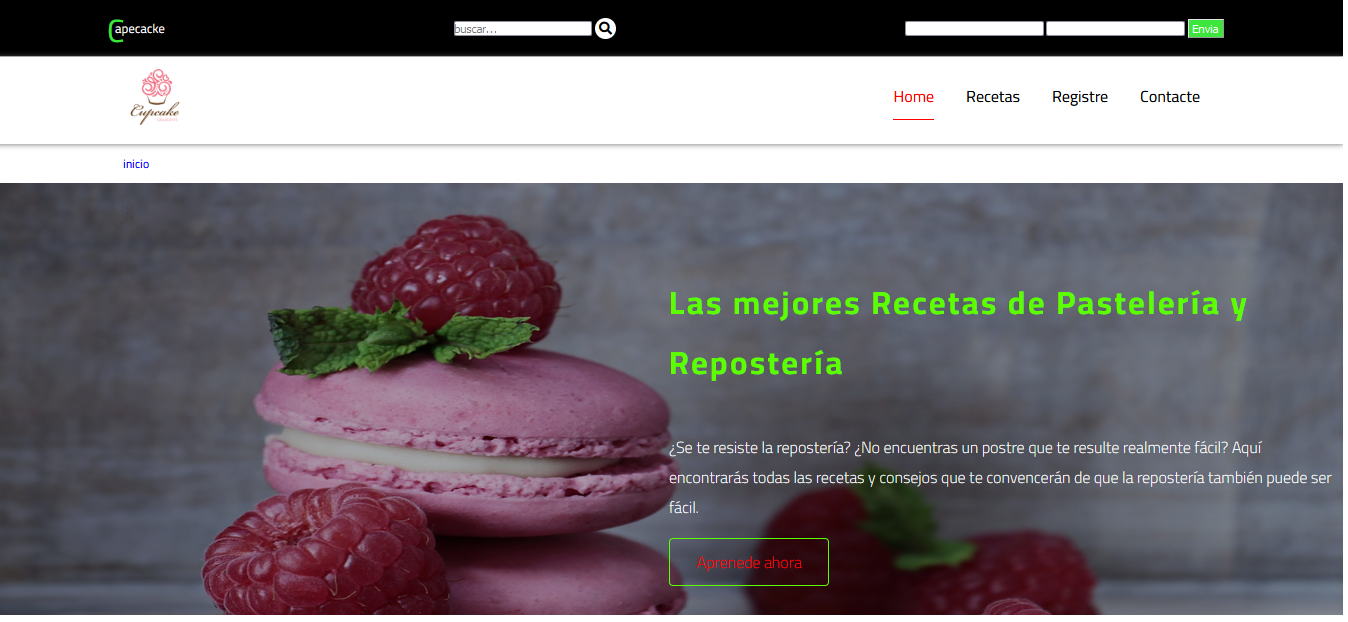 Capecacke
buscar...
Envia
Cupcake
Home Recetas Registre Contacte
inicio
Las mejores Recetas de Pastelería y
Repostería
¿Se te resiste la repostería? ¿No encuentras un postre que te resulte realmente fácil? Aquí
encontrarás todas las recetas y consejos que te convencerán de que la repostería también puede ser
fácil.
Aprenede ahora